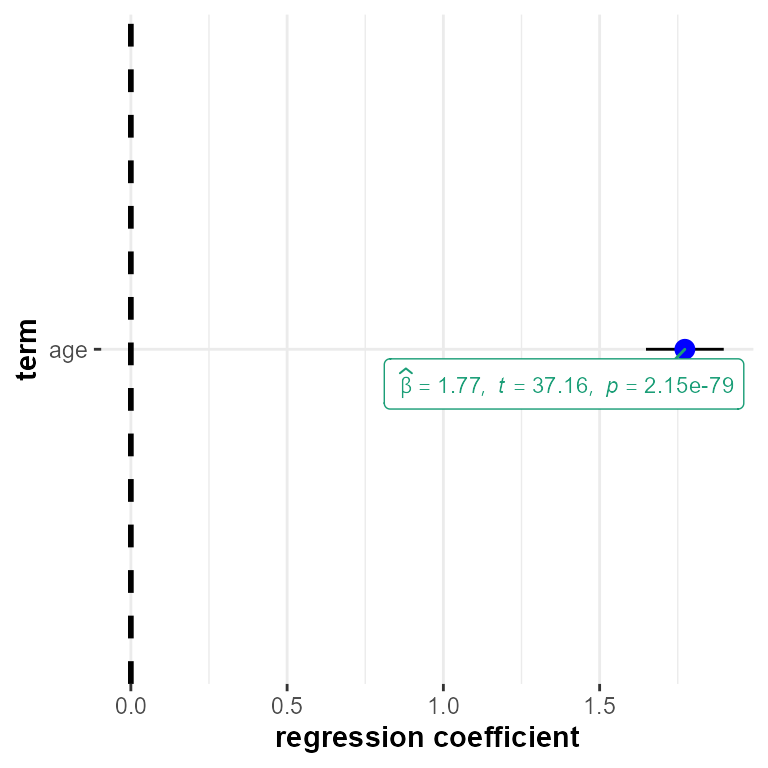 term
age
β̂ = 1.77, t = 37.16, p = 2.15e-79
0.0 0.5 1.0 1.5
regression coefficient